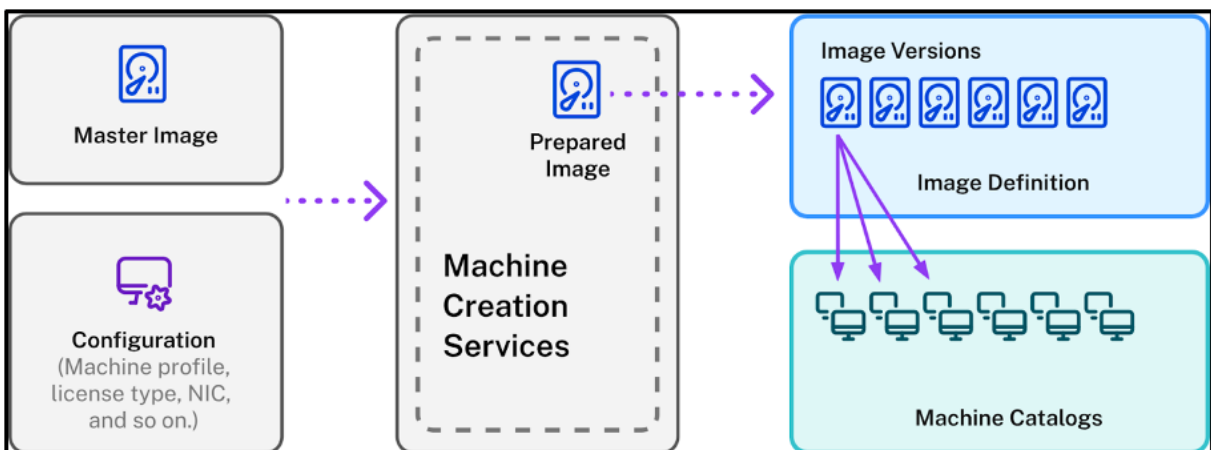 Master Image
Configuration
(Machine profile,
license type, NIC,
and so on.)
Prepared
Image
Machine
Creation
Services
Image Versions
Image Definition
Machine Catalogs